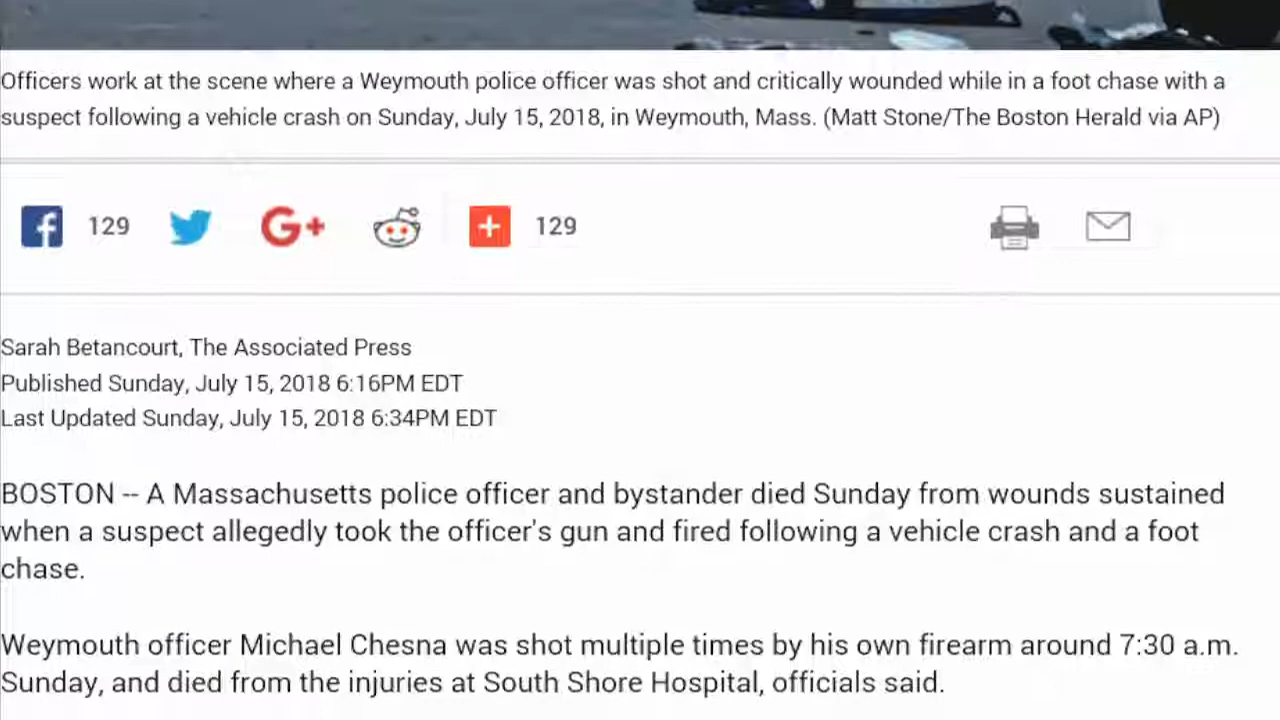 Officers work at the scene where a Weymouth police officer was shot and critically wounded while in a foot chase with a
suspect following a vehicle crash on Sunday, July 15, 2018, in Weymouth, Mass. (Matt Stone/The Boston Herald via AP)
f 129 G+ + 129
Sarah Betancourt, The Associated Press
Published Sunday, July 15, 2018 6:16PM EDT
Last Updated Sunday, July 15, 2018 6:34PM EDT
BOSTON -- A Massachusetts police officer and bystander died Sunday from wounds sustained
when a suspect allegedly took the officer's gun and fired following a vehicle crash and a foot
chase.
Weymouth officer Michael Chesna was shot multiple times by his own firearm around 7:30 a.m.
Sunday, and died from the injuries at South Shore Hospital, officials said.